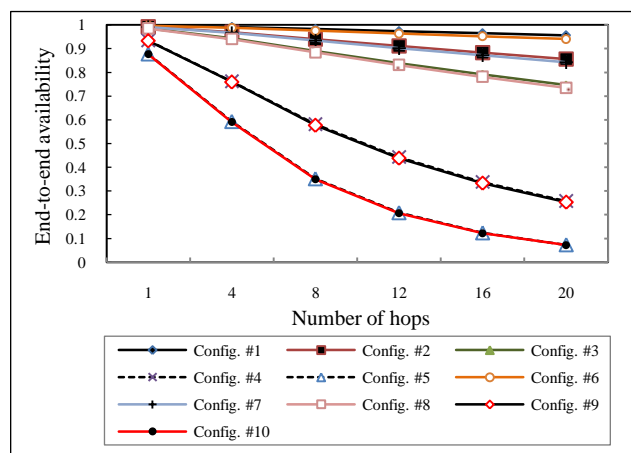 1
0.9
0.8
0.7
0.6
0.5
0.4
0.3
0.2
0.1
0
End-to-end availability
1 4 8 12 16 20
Number of hops
Config. #1 Config. #2 Config. #3
Config. #4 Config. #5 Config. #6
Config. #7 Config. #8 Config. #9
Config. #10